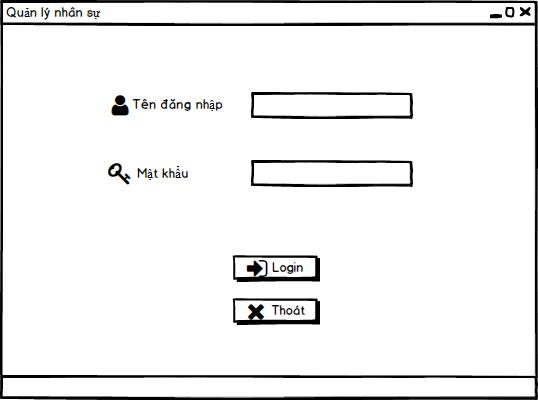 Quản lý nhân sự
Tên đăng nhập
Mật khẩu
Login
Thoát